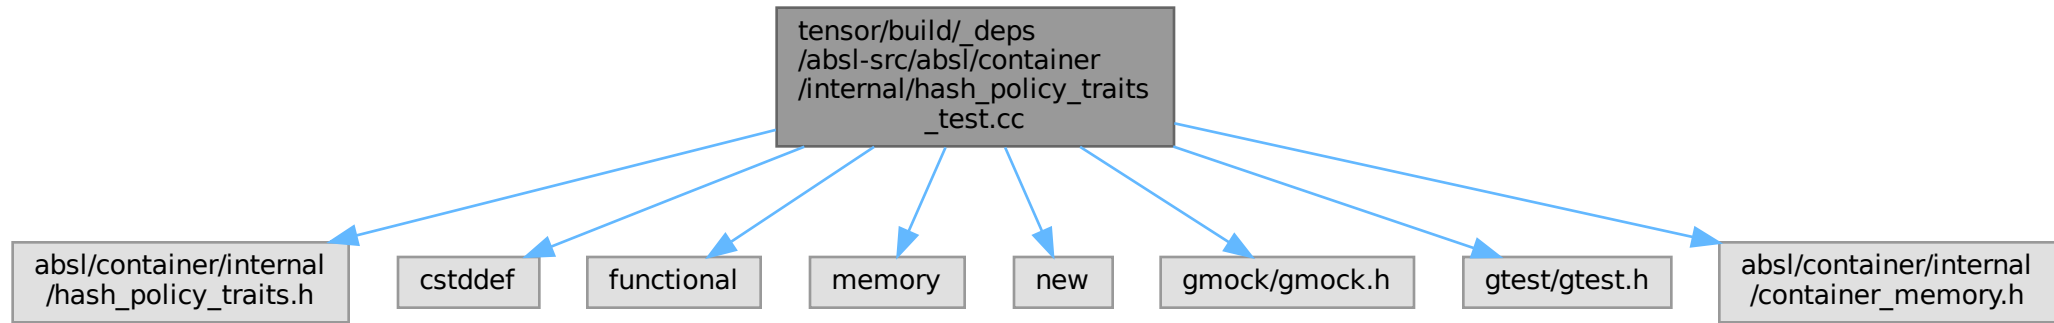 tensor/build/_deps
/absl-src/absl/container
/internal/hash_policy_traits
_test.cc
absl/container/internal
/hash_policy_traits.h
cstddef
functional
memory
new
gmock/gmock.h
gtest/gtest.h
absl/container/internal
/container_memory.h